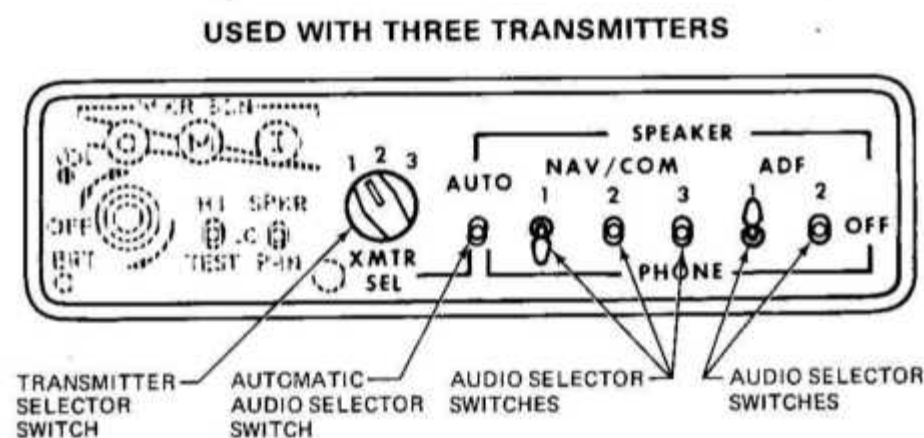 USED WITH THREE TRANSMITTERS
1 2 3
XMTR
SEL
SPEAKER
AUTO
NAV/COM
ADF
1 2 3 1 2
OFF
PHONE
OFF
TEST
TRANSMITTER
SELECTOR
SWITCH
AUTOMATIC
AUDIO SELECTOR
SWITCH
AUDIO SELECTOR
SWITCHES
AUDIO SELECTOR
SWITCHES